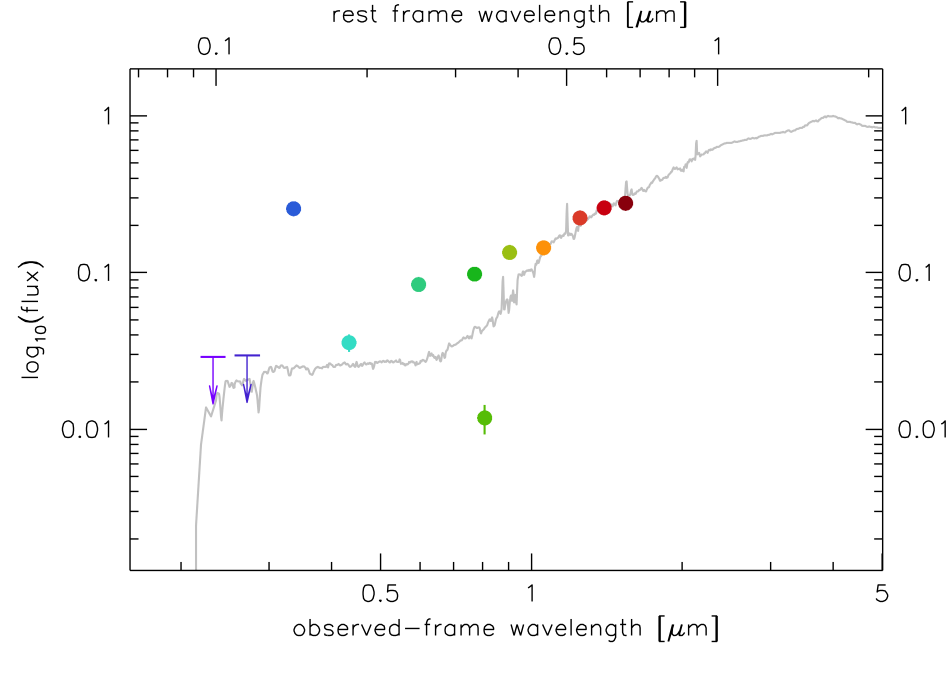 rest frame wavelength [μm]
0.1 0.5 1
1 1
0.1 0.1
0.01 0.01
log10(flux)
0.5 1 5
observed-frame wavelength [μm]